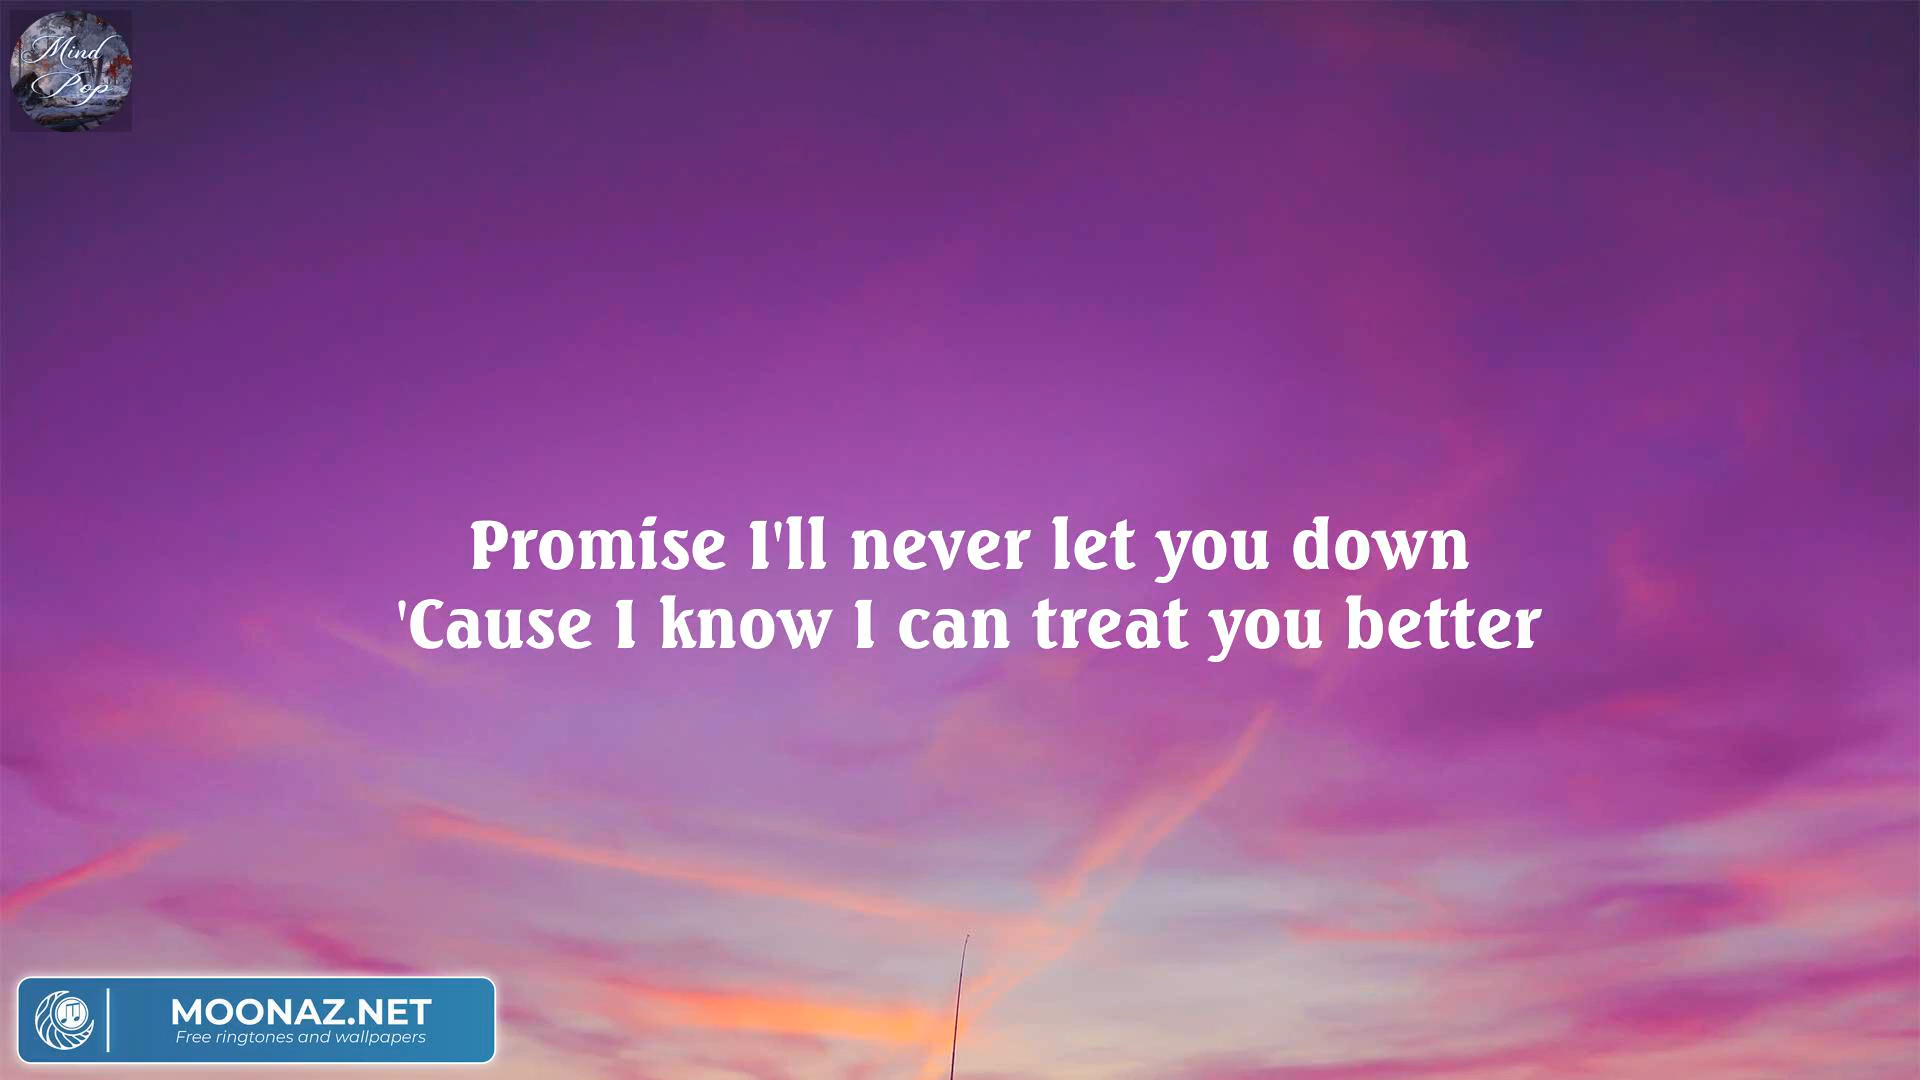 Mind
Pop
Promise I'll never let you down
'Cause I know I can treat you better
MOONAZ.NET
Free ringtones and wallpapers